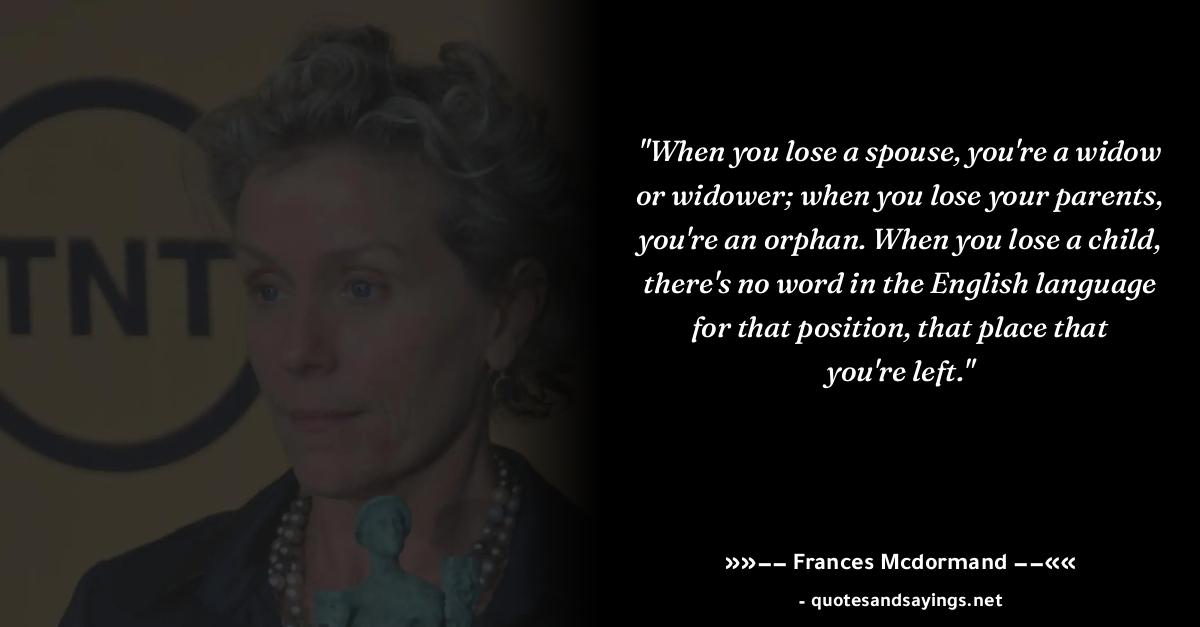 TNT
"When you lose a spouse, you're a widow
or widower; when you lose your parents,
you're an orphan. When you lose a child,
there's no word in the English language
for that position, that place that
you're left."
»»–– Frances Mcdormand ––««
- quotesandsayings.net